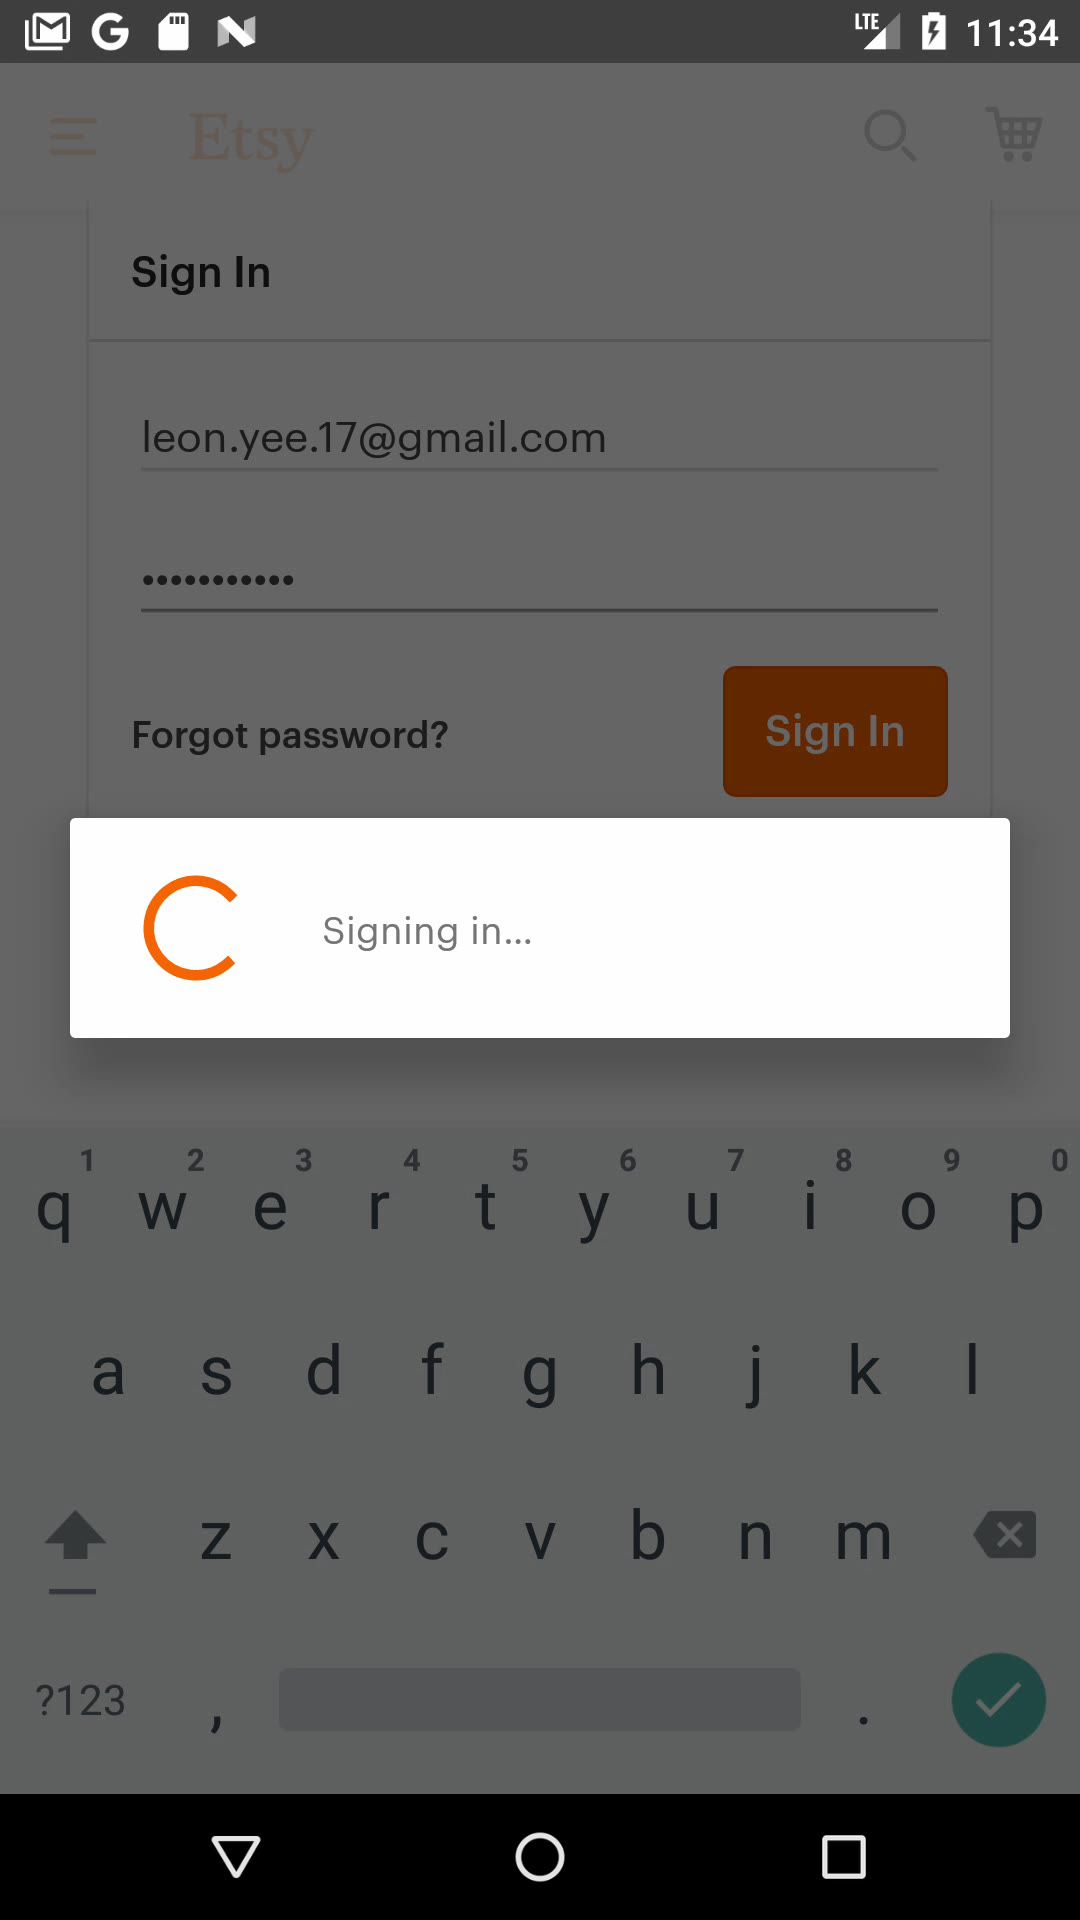 LTE 11:34
Etsy
Sign In
leon.yee.17@gmail.com
•••••••••••
Forgot password?
Sign In
Signing in...
1 2 3 4 5 6 7 8 9 0
q w e r t y u i o p
a s d f g h j k l
z x c v b n m
?123 , .